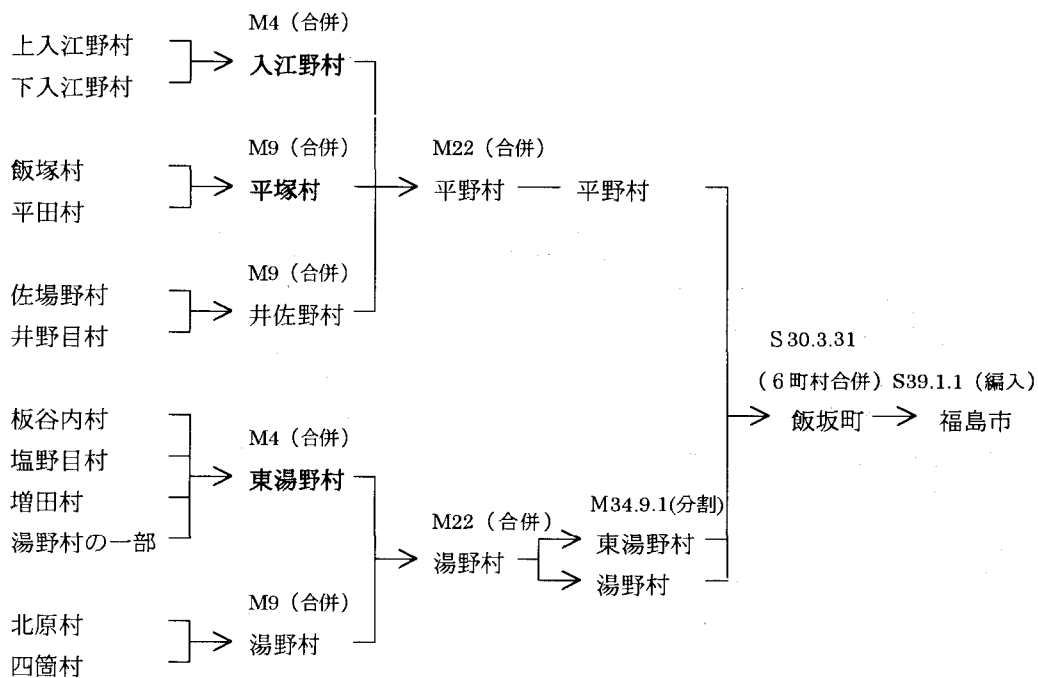 M4（合併）
上入江野村
下入江野村
入江野村
M9（合併）
M22（合併）
飯塚村
平田村
平塚村
平野村
平野村
M9（合併）
佐場野村
井野目村
井佐野村
S30.3.31
（6町村合併）
S39.1.1（編入）
飯坂町
福島市
板谷内村
塩野目村
増田村
湯野村の一部
M4（合併）
東湯野村
M22（合併）
湯野村
M34.9.1(分割)
東湯野村
湯野村
M9（合併）
北原村
四箇村
湯野村